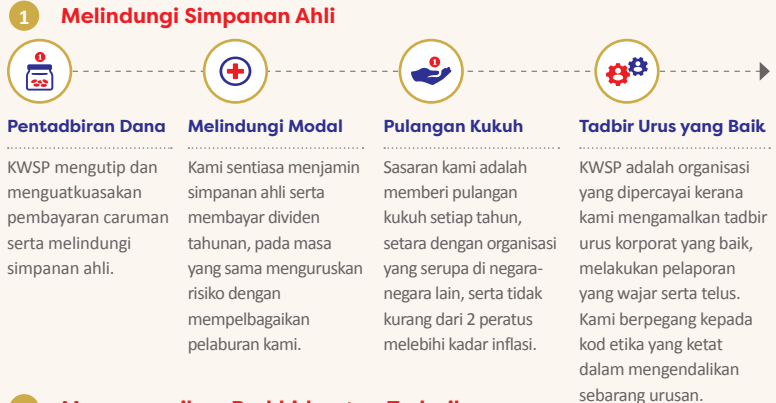 1 Melindungi Simpanan Ahli
Pentadbiran Dana
KWSP mengutip dan
menguatkuasakan
pembayaran caruman
serta melindungi
simpanan ahli.
Melindungi Modal
Kami sentiasa menjamin
simpanan ahli serta
membayar dividen
tahunan, pada masa
yang sama menguruskan
risiko dengan
mempelbagaikan
pelaburan kami.
Pulangan Kukuh
Sasaran kami adalah
memberi pulangan
kukuh setiap tahun,
setara dengan organisasi
yang serupa di negara-
negara lain, serta tidak
kurang dari 2 peratus
melebihi kadar inflasi.
Tadbir Urus yang Baik
KWSP adalah organisasi
yang dipercayai kerana
kami mengamalkan tadbir
urus korporat yang baik,
melakukan pelaporan
yang wajar serta telus.
Kami berpegang kepada
kod etika yang ketat
dalam mengendalikan
sebarang urusan.